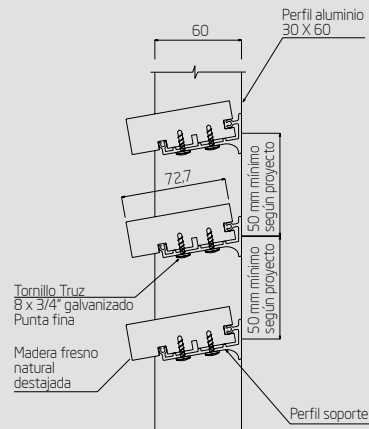 60
Perfil aluminio
30 X 60
50 mm mínimo
según proyecto
72,7
50 mm mínimo
según proyecto
Tornillo Truz
8 x 3/4" galvanizado
Punta fina
Madera fresno
natural
destajada
Perfil soporte